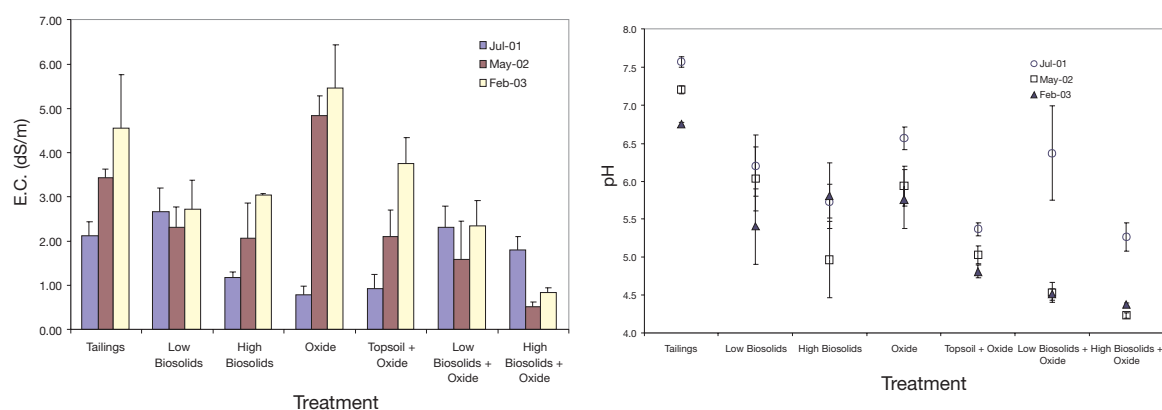 7.00
6.00
5.00
4.00
3.00
2.00
1.00
0.00
E.C. (dS/m)
Jul-01
May-02
Feb-03
Tailings
Low
Biosolids
High
Biosolids
Oxide
Topsoil +
Oxide
Low
Biosolids + Oxide
High
Biosolids + Oxide
Treatment
8.0
7.5
7.0
6.5
6.0
5.5
5.0
4.5
4.0
pH
Jul-01
May-02
Feb-03
Tailings
Low Biosolids
High Biosolids
Oxide
Topsoil + Oxide
Low Biosolids +
Oxide
High Biosolids +
Oxide
Treatment